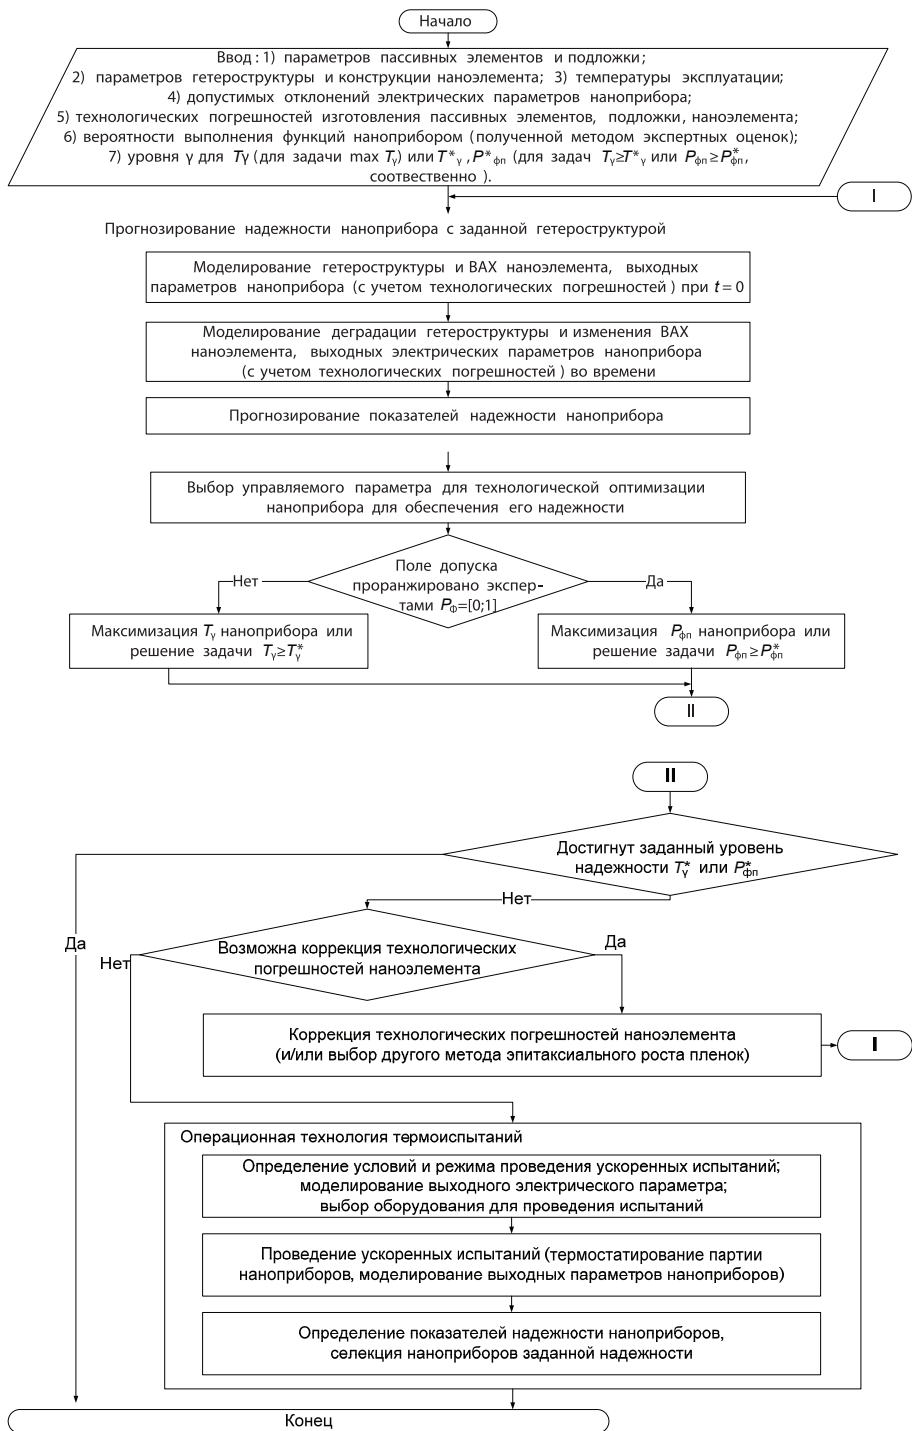 Начало
Ввод : 1) параметров пассивных элементов и подложки;
2) параметров гетероструктуры и конструкции наноэлемента; 3) температуры эксплуатации;
4) допустимых отклонений электрических параметров наноприбора;
5) технологических погрешностей изготовления пассивных элементов, подложки, наноэлемента;
6) вероятности выполнения функций наноприбором (полученной методом экспертных оценок);
7) уровня γ для Tγ (для задачи max Tγ) или T*γ , P*фп (для задач Tγ≥T*γ или Pфп≥P*фп,
соотвественно ).
I
Прогнозирование надежности наноприбора с заданной гетероструктурой
Моделирование гетероструктуры и ВАХ наноэлемента, выходных
параметров наноприбора (с учетом технологических погрешностей ) при t = 0
Моделирование деградации гетероструктуры и изменения ВАХ
наноэлемента, выходных электрических параметров наноприбора
(с учетом технологических погрешностей ) во времени
Прогнозирование показателей надежности наноприбора
Выбор управляемого параметра для технологической оптимизации
наноприбора для обеспечения его надежности
Поле допуска
проранжировано экспер-
тами PФ=[0;1]
Нет
Да
Максимизация Tγ наноприбора или
решение задачи Tγ≥Tγ*
Максимизация Pфп наноприбора или
решение задачи Pфп≥P*фп
II
II
Достигнут заданный уровень
надежности Tγ* или P*фп
Нет
Да
Возможна коррекция технологических
погрешностей наноэлемента
Нет
Да
Коррекция технологических погрешностей наноэлемента
(и/или выбор другого метода эпитаксиального роста пленок)
I
Операционная технология термоиспытаний
Определение условий и режима проведения ускоренных испытаний;
моделирование выходного электрического параметра;
выбор оборудования для проведения испытаний
Проведение ускоренных испытаний (термостатирование партии
наноприборов, моделирование выходных параметров наноприборов)
Определение показателей надежности наноприборов,
селекция наноприборов заданной надежности
Конец